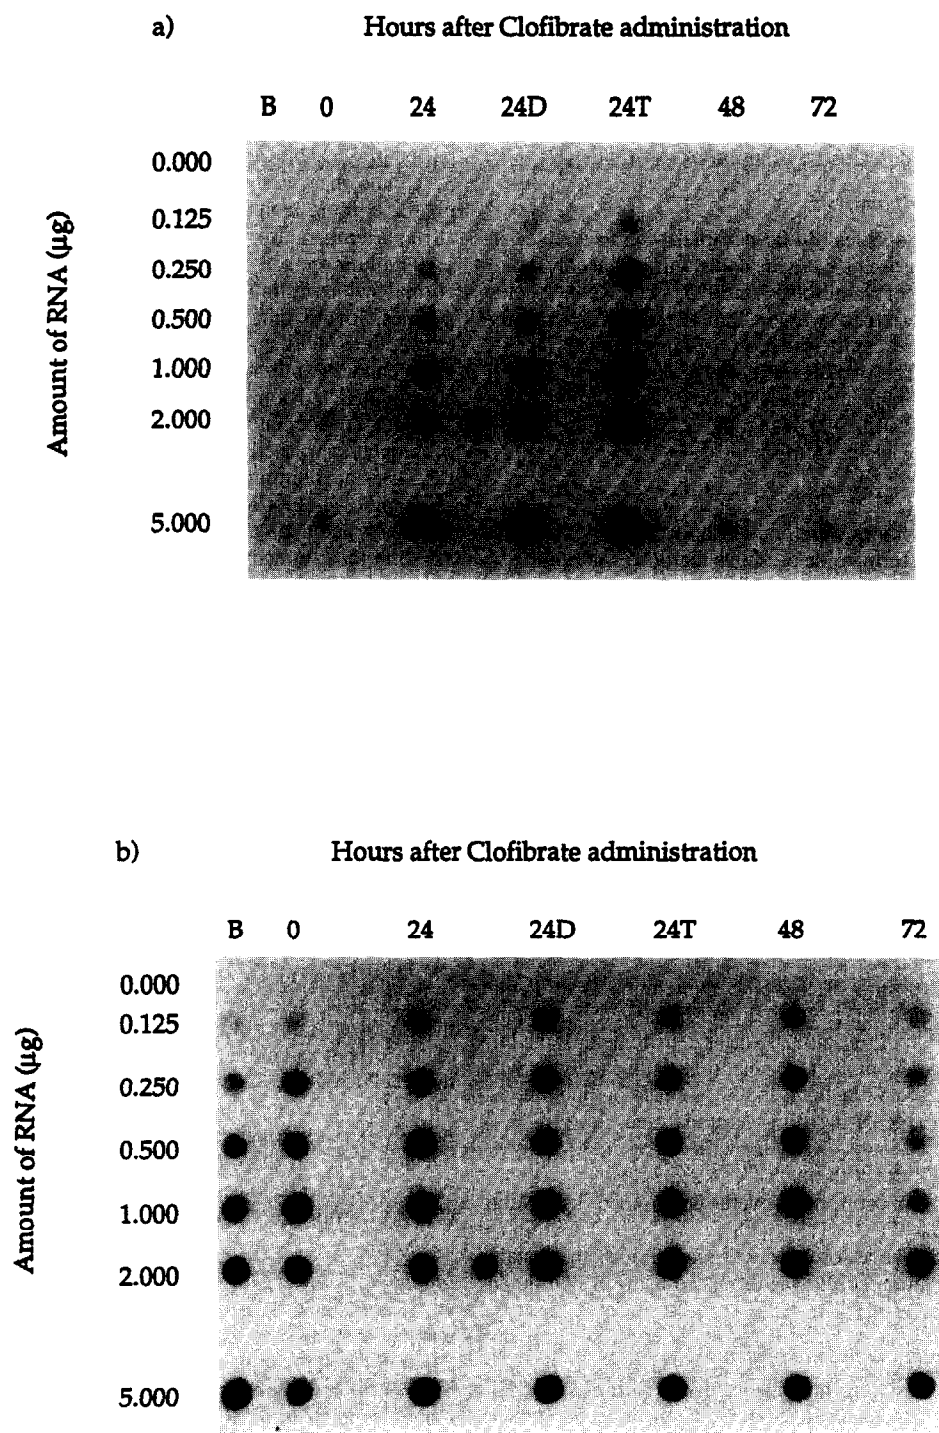 a) Hours after Clofibrate administration
B 0 24 24D 24T 48 72
0.000
0.125
0.250
0.500
1.000
2.000
5.000
Amount of RNA (μg)
b) Hours after Clofibrate administration
B 0 24 24D 24T 48 72
0.000
0.125
0.250
0.500
1.000
2.000
5.000
Amount of RNA (μg)